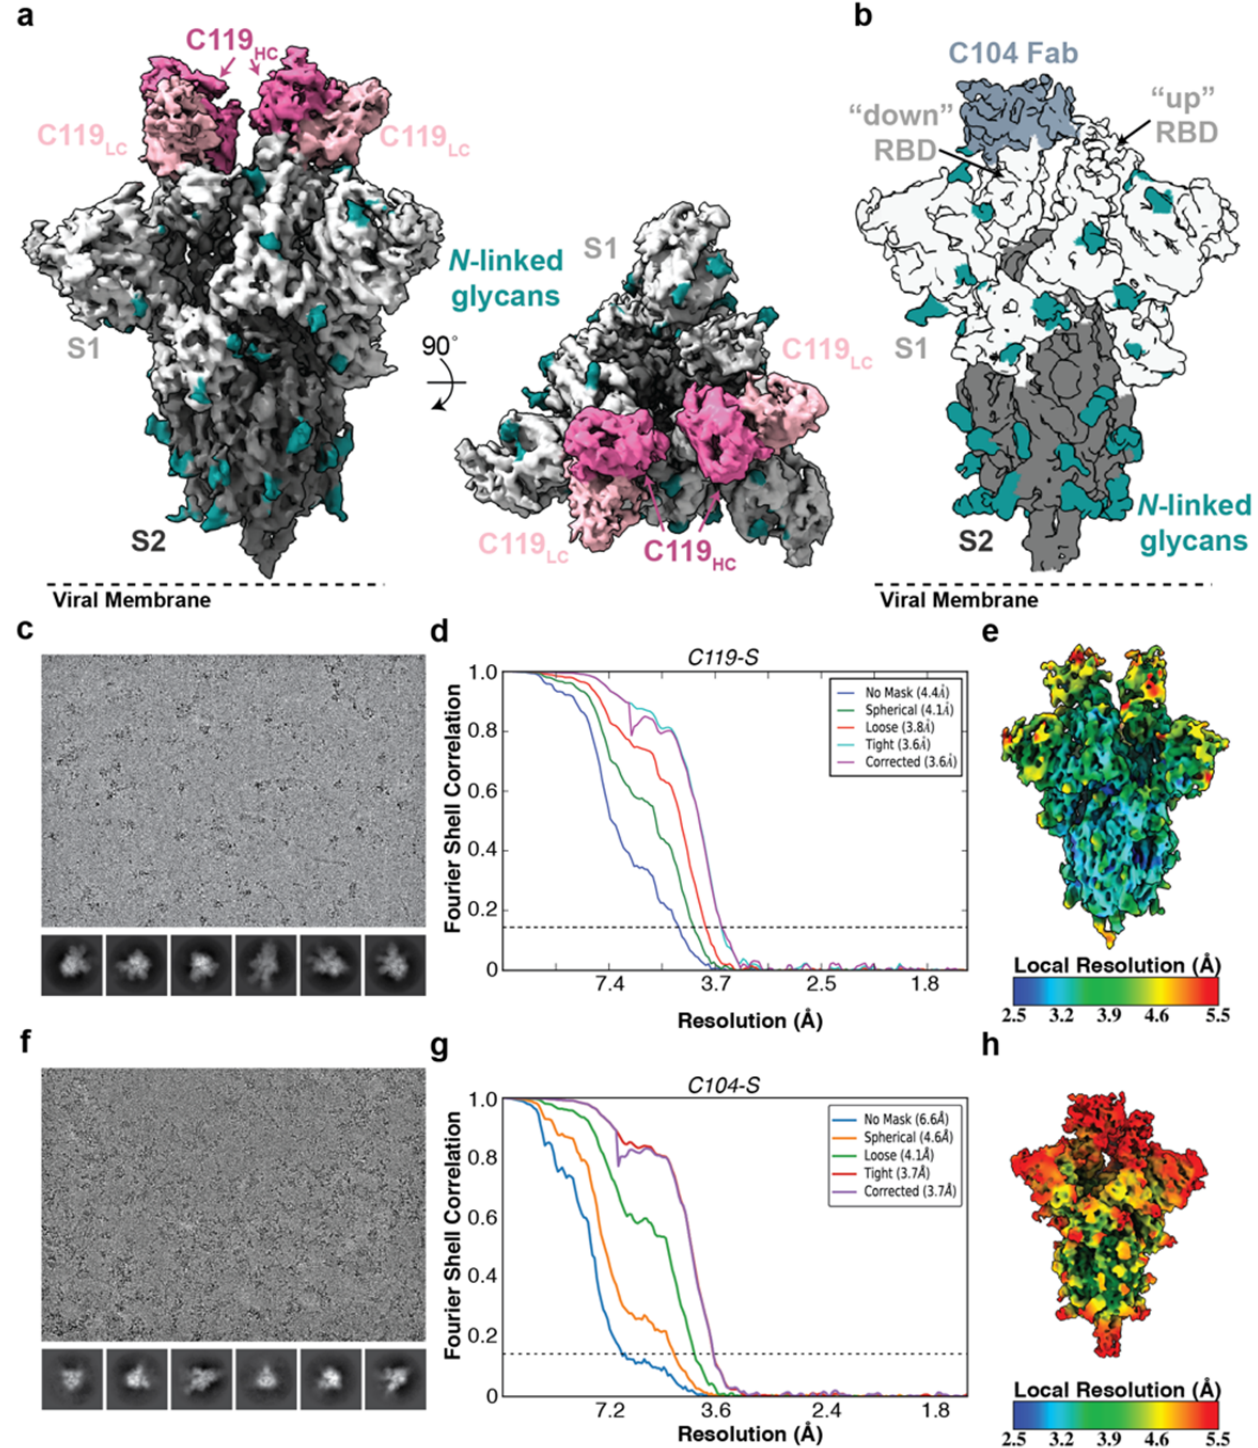 a
C119HC
C119LC
C119LC
S1
N-linked
glycans
S1
90°
C119LC
C119LC
C119HC
S2
Viral Membrane
b
C104 Fab
“down”
RBD
“up”
RBD
S1
N-linked
glycans
S2
Viral Membrane
c
d
C119-S
Fourier Shell Correlation
1.0
0.8
0.6
0.4
0.2
0
No Mask (4.4Å)
Spherical (4.1Å)
Loose (3.8Å)
Tight (3.6Å)
Corrected (3.6Å)
7.4
3.7
2.5
1.8
Resolution (Å)
e
Local Resolution (Å)
2.5 3.2 3.9 4.6 5.5
f
g
C104-S
Fourier Shell Correlation
1.0
0.8
0.6
0.4
0.2
0
No Mask (6.6Å)
Spherical (4.6Å)
Loose (4.1Å)
Tight (3.7Å)
Corrected (3.7Å)
7.2
3.6
2.4
1.8
Resolution (Å)
h
Local Resolution (Å)
2.5 3.2 3.9 4.6 5.5